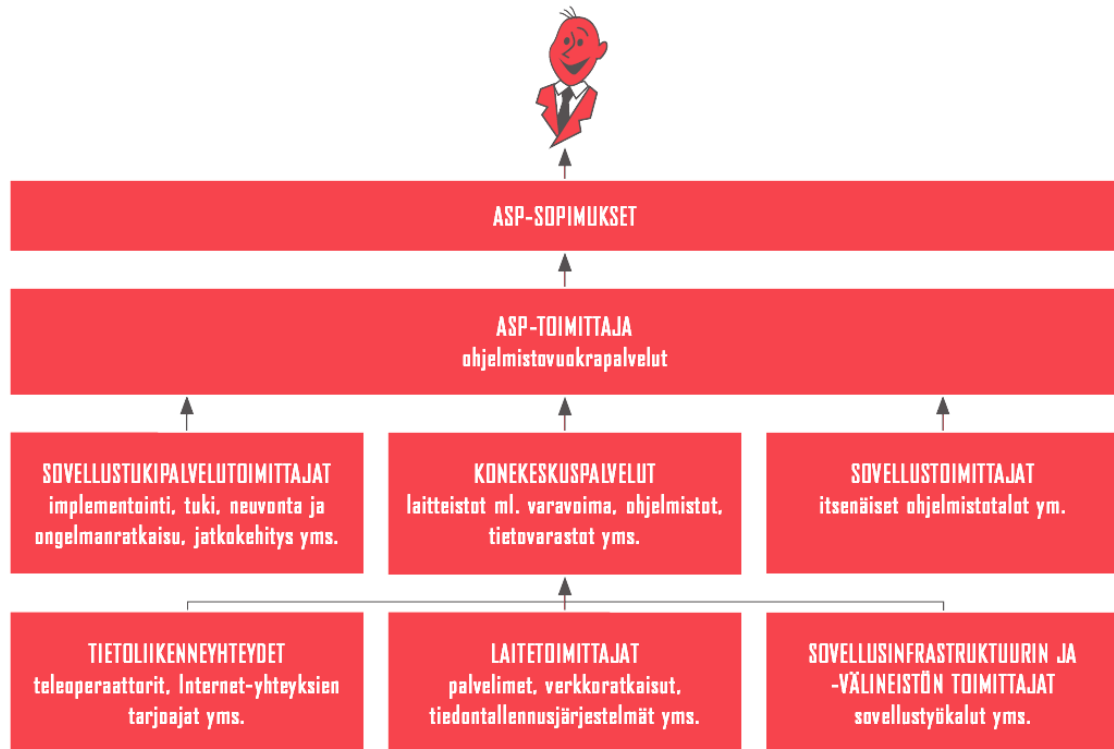 ASP-SOPIMUKSET
ASP-TOIMITTAJA
ohjelmistovuokrapalvelut
SOVELLUSTUKIPALVELUTOIMITTAJAT
implementointi, tuki, neuvonta ja
ongelmanratkaisu, jatkokehitys yms.
KONEKESKUSPALVELUT
laitteistot ml. varavoima, ohjelmistot,
tietovarastot yms.
SOVELLUSTOIMITTAJAT
itsenäiset ohjelmistotalot ym.
TIETOLIIKENNEYHTEYDET
teleoperaattorit, Internet-yhteyksien
tarjoajat yms.
LAITETOIMITTAJAT
palvelimet, verkkoratkaisut,
tiedontallennusjärjestelmät yms.
SOVELLUSINFRASTRUKTUURIN JA
-VÄLINEISTÖN TOIMITTAJAT
sovellustyökalut yms.